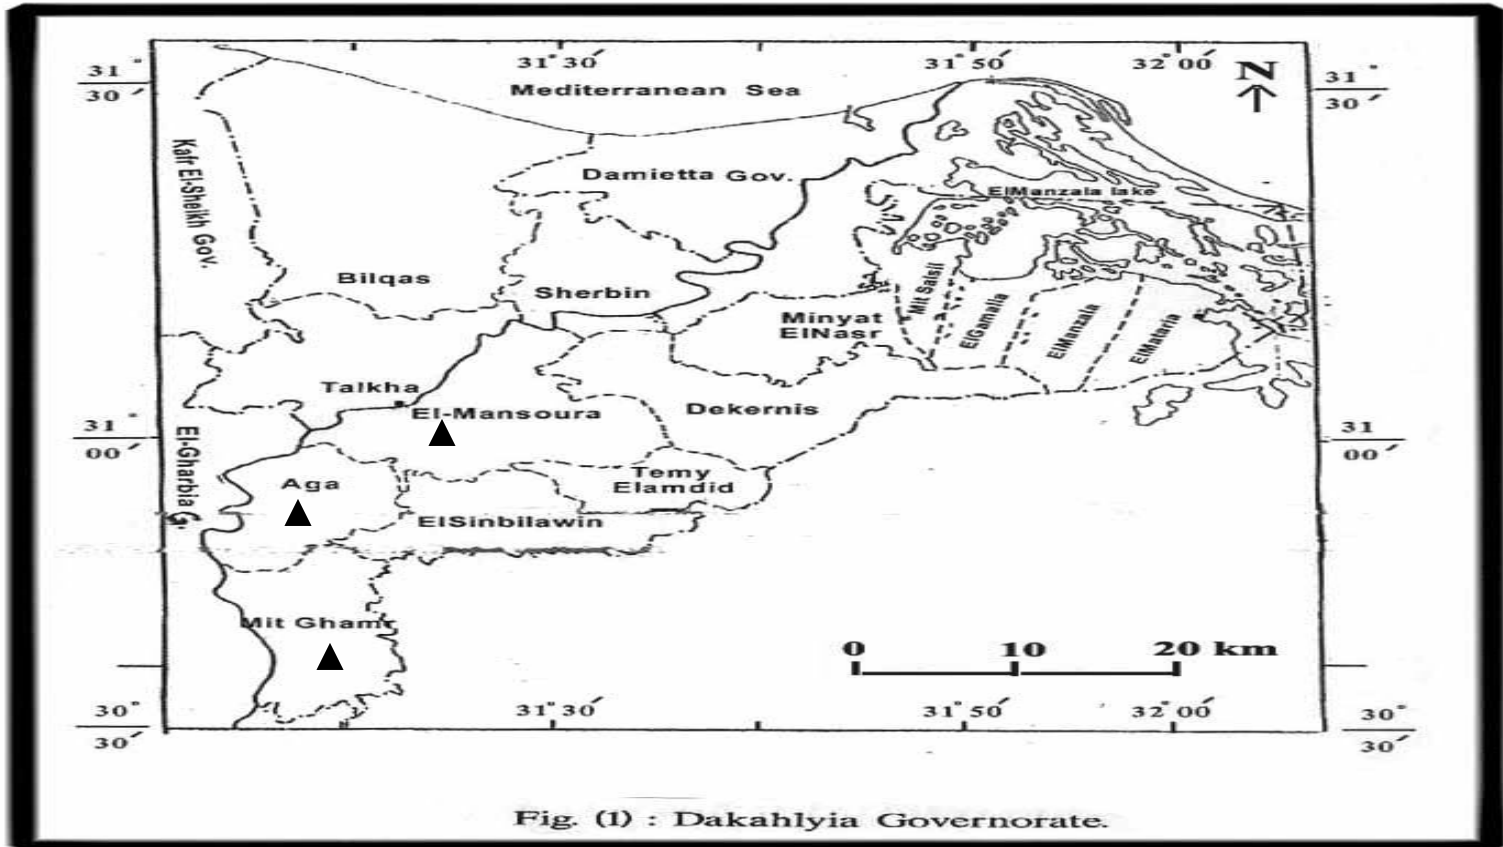 31°30′ 31°50′ 32°00′ N
31° 30′
31° 30′
Mediterranean Sea
Kafr El-Sheikh Gov.
Damietta Gov.
ElManzala lake
Bilqas
Sherbin
Mit Salsil
Minyat
ElNasr
ElGamalia
ElManzala
ElMataria
Talkha
El-Mansoura
Dekernis
31° 00′
31 00′
El-Gharbia G.
Aga
Temy
Elamdid
ElSinbilawin
Mit Ghamr
0 10 20 km
30° 30′
31°30′ 31°50′ 32°00′
30° 30′
Fig. (1) : Dakahlyia Governorate.